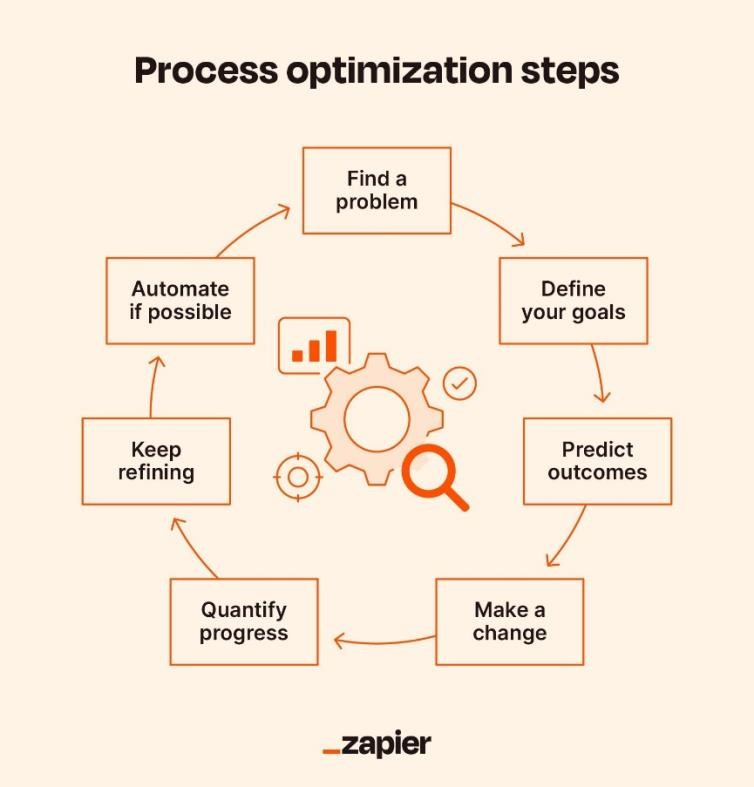 Process optimization steps
Find a
problem
Define
your goals
Predict
outcomes
Make a
change
Quantify
progress
Keep
refining
Automate
if possible
_zapier